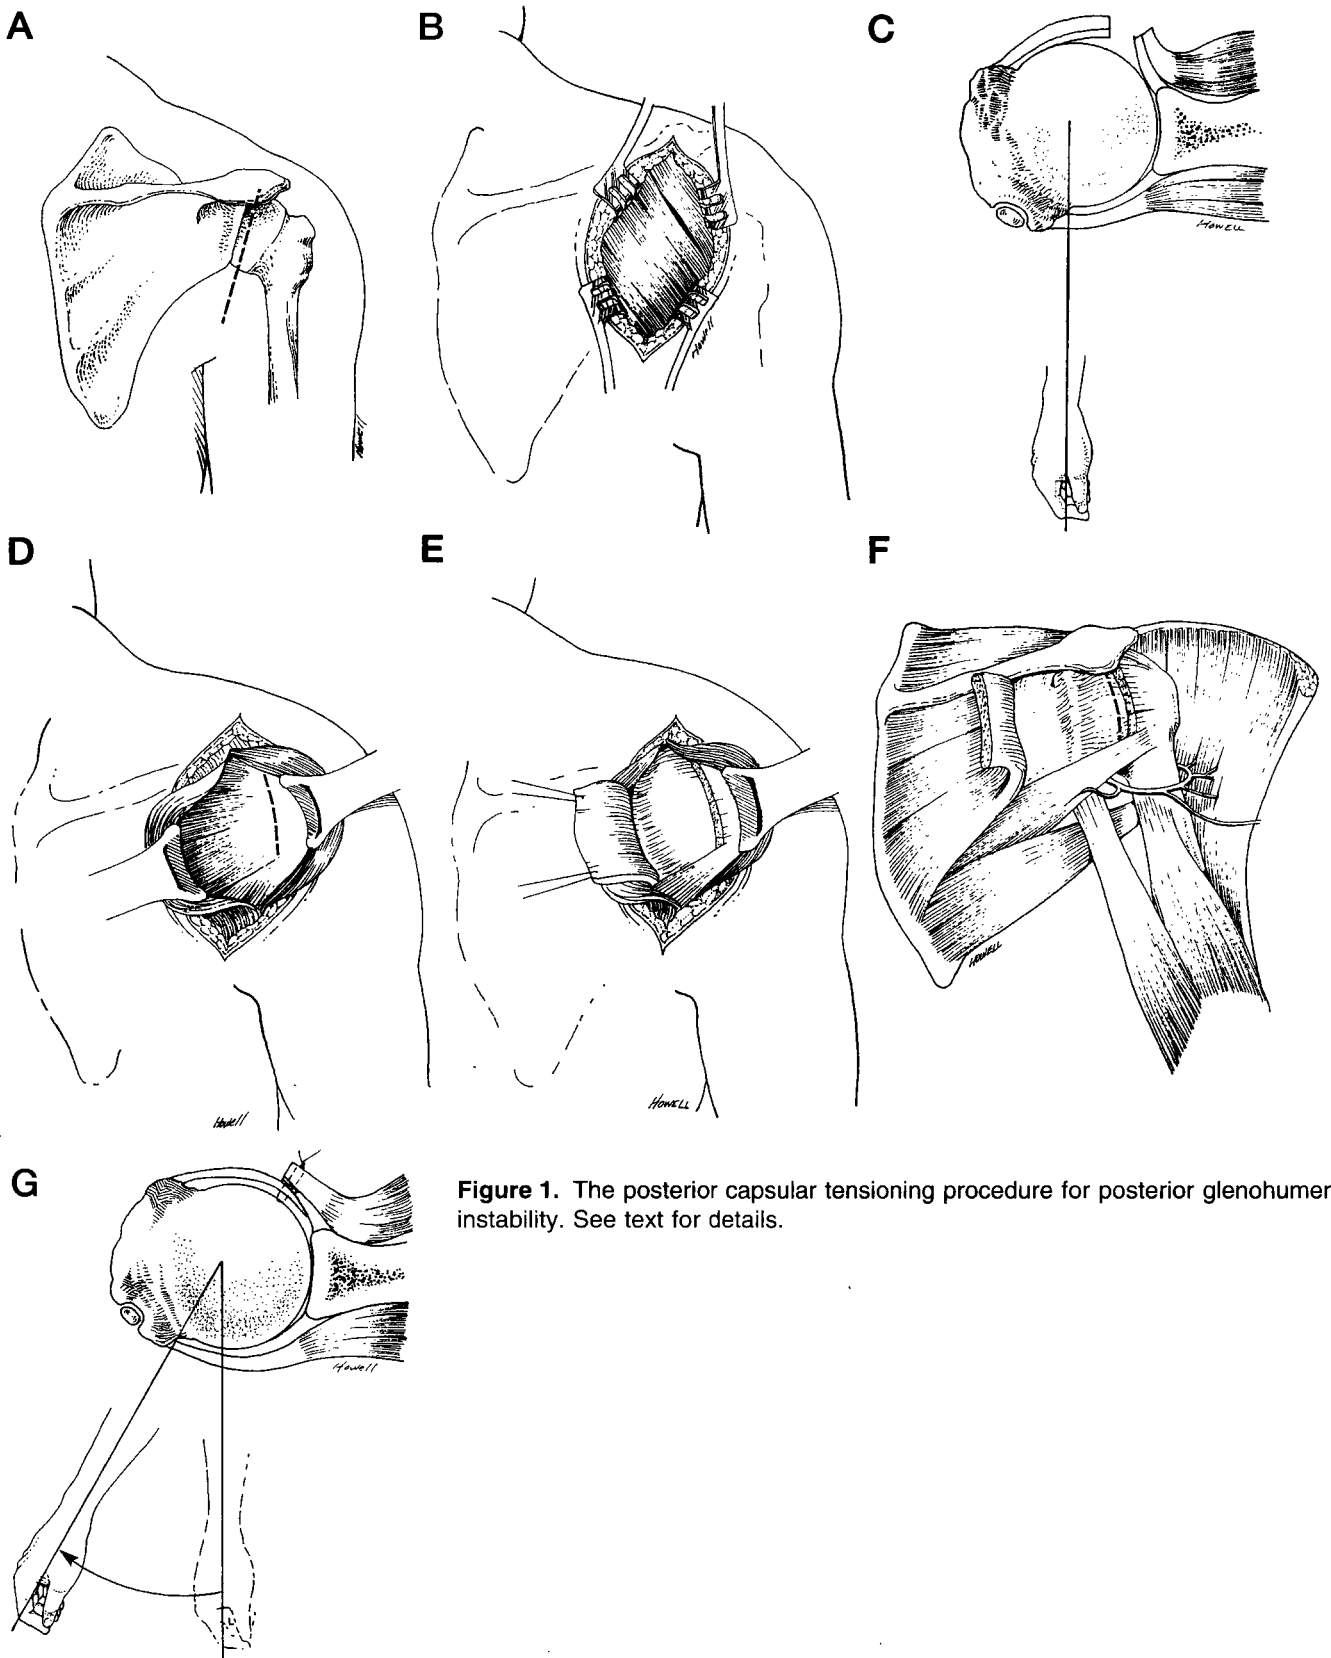 A
B
C
HOWELL
Howell
D
E
F
HOWELL
Howell
HOWELL
G
Figure 1. The posterior capsular tensioning procedure for posterior glenohumer
instability. See text for details.
Howell